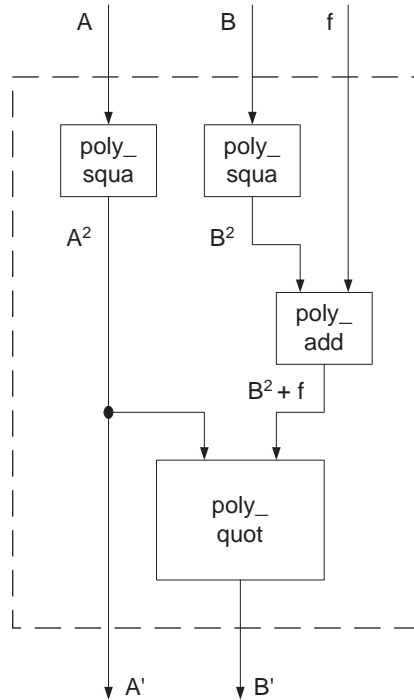 A B f
poly_ poly_
squa squa
A² B²
poly_
add
B² + f
poly_
quot
A' B'